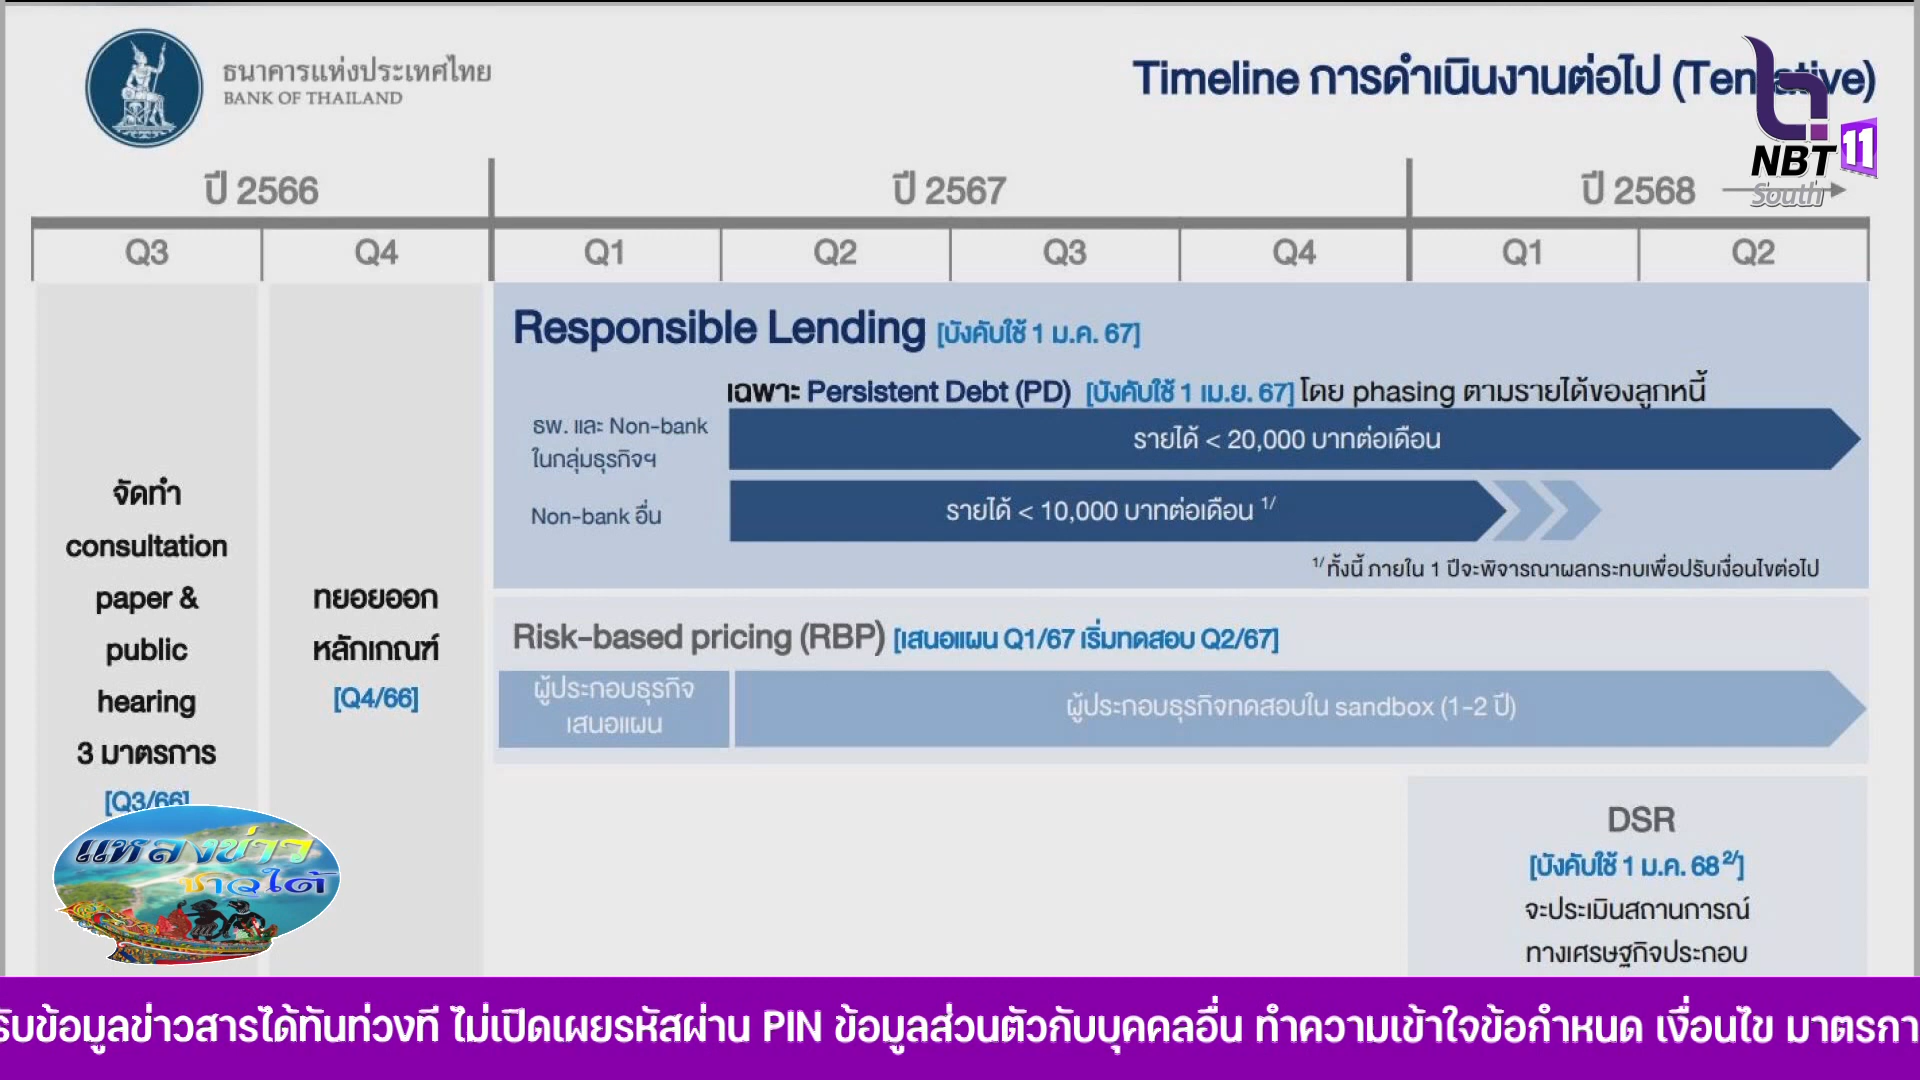 ธนาคารแห่งประเทศไทย
BANK OF THAILAND
Timeline การดำเนินงานต่อไป (Tentative)
NBT 11
South
ปี 2566
ปี 2567
ปี 2568
Q3
Q4
Q1
Q2
Q3
Q4
Q1
Q2
จัดทำ
consultation
paper &
public
hearing
3 มาตรการ
[Q3/66]
ทยอยออก
หลักเกณฑ์
[Q4/66]
Responsible Lending [บังคับใช้ 1 ม.ค. 67]
เฉพาะ Persistent Debt (PD) [บังคับใช้ 1 เม.ย. 67] โดย phasing ตามรายได้ของลูกหนี้
ธพ. และ Non-bank
ในกลุ่มธุรกิจฯ
รายได้ < 20,000 บาทต่อเดือน
Non-bank อื่น
รายได้ < 10,000 บาทต่อเดือน 1/
1/ ทั้งนี้ ภายใน 1 ปีจะพิจารณาผลกระทบเพื่อปรับเงื่อนไขต่อไป
Risk-based pricing (RBP) [เสนอแผน Q1/67 เริ่มทดสอบ Q2/67]
ผู้ประกอบธุรกิจ
เสนอแผน
ผู้ประกอบธุรกิจทดสอบใน sandbox (1-2 ปี)
DSR
[บังคับใช้ 1 ม.ค. 68 2/]
จะประเมินสถานการณ์
ทางเศรษฐกิจประกอบ
แหลงข่าว
ชาวใต้
รับข้อมูลข่าวสารได้ทันท่วงที ไม่เปิดเผยรหัสผ่าน PIN ข้อมูลส่วนตัวกับบุคคลอื่น ทำความเข้าใจข้อกำหนด เงื่อนไข มาตรกา